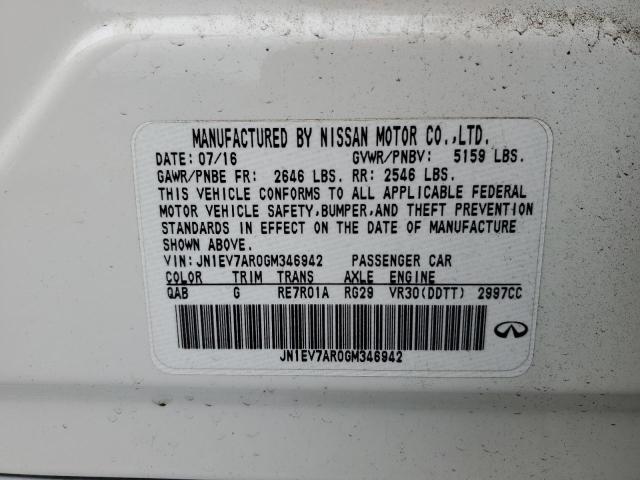 MANUFACTURED BY NISSAN MOTOR CO.,LTD.
DATE: 07/16 GVWR/PNBV: 5159 LBS.
GAWR/PNBE FR: 2646 LBS. RR: 2546 LBS.
THIS VEHICLE CONFORMS TO ALL APPLICABLE FEDERAL
MOTOR VEHICLE SAFETY,BUMPER,AND THEFT PREVENTION
STANDARDS IN EFFECT ON THE DATE OF MANUFACTURE
SHOWN ABOVE.
VIN: JN1EV7AR0GM346942 PASSENGER CAR
COLOR TRIM TRANS AXLE ENGINE
QAB G RE7R01A RG29 VR30(DDTT) 2997CC
JN1EV7AR0GM346942